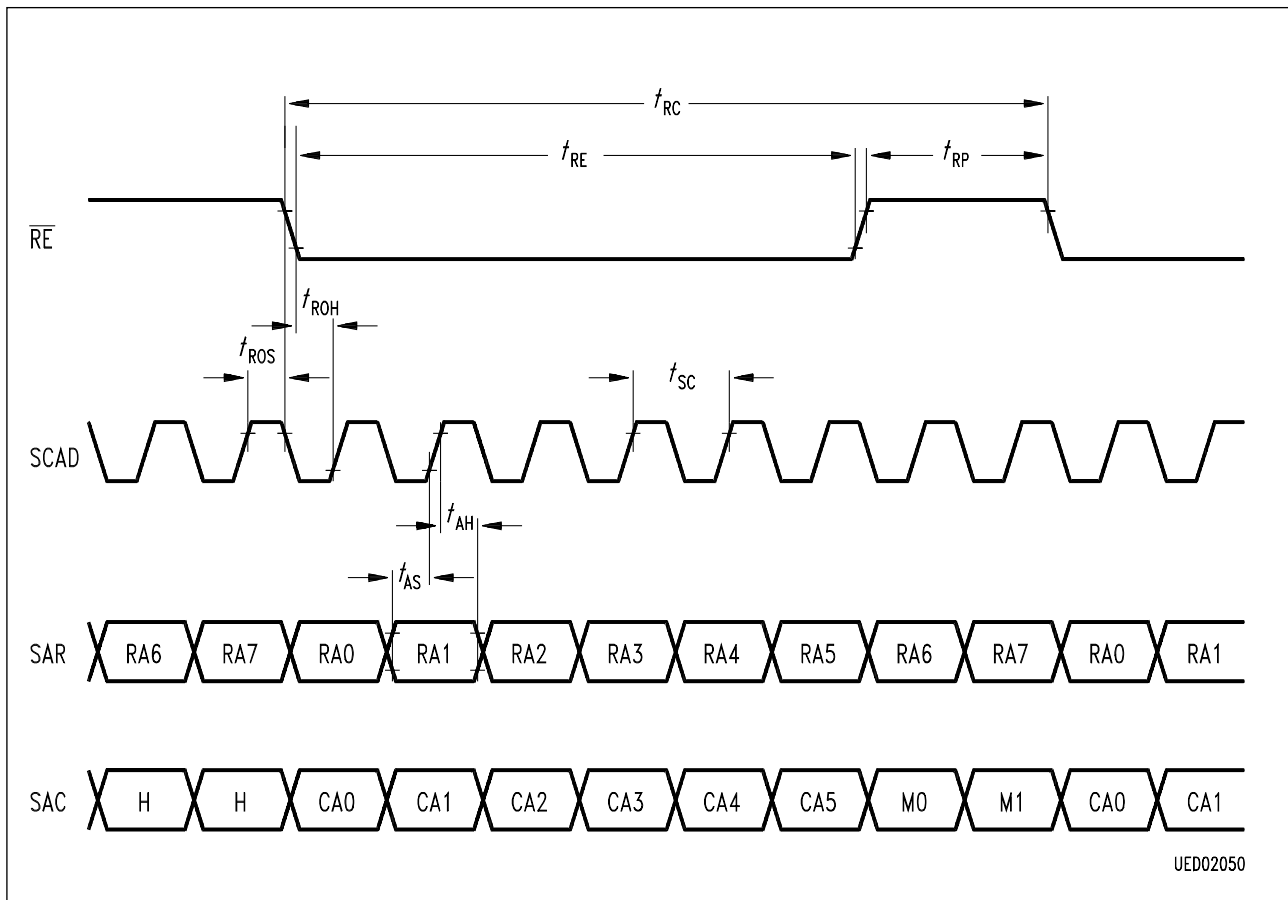 tRC
tRE tRP
RE
tROH
tROS
tSC
SCAD
tAH
tAS
SAR RA6 RA7 RA0 RA1 RA2 RA3 RA4 RA5 RA6 RA7 RA0 RA1
SAC H H CA0 CA1 CA2 CA3 CA4 CA5 M0 M1 CA0 CA1
UED02050